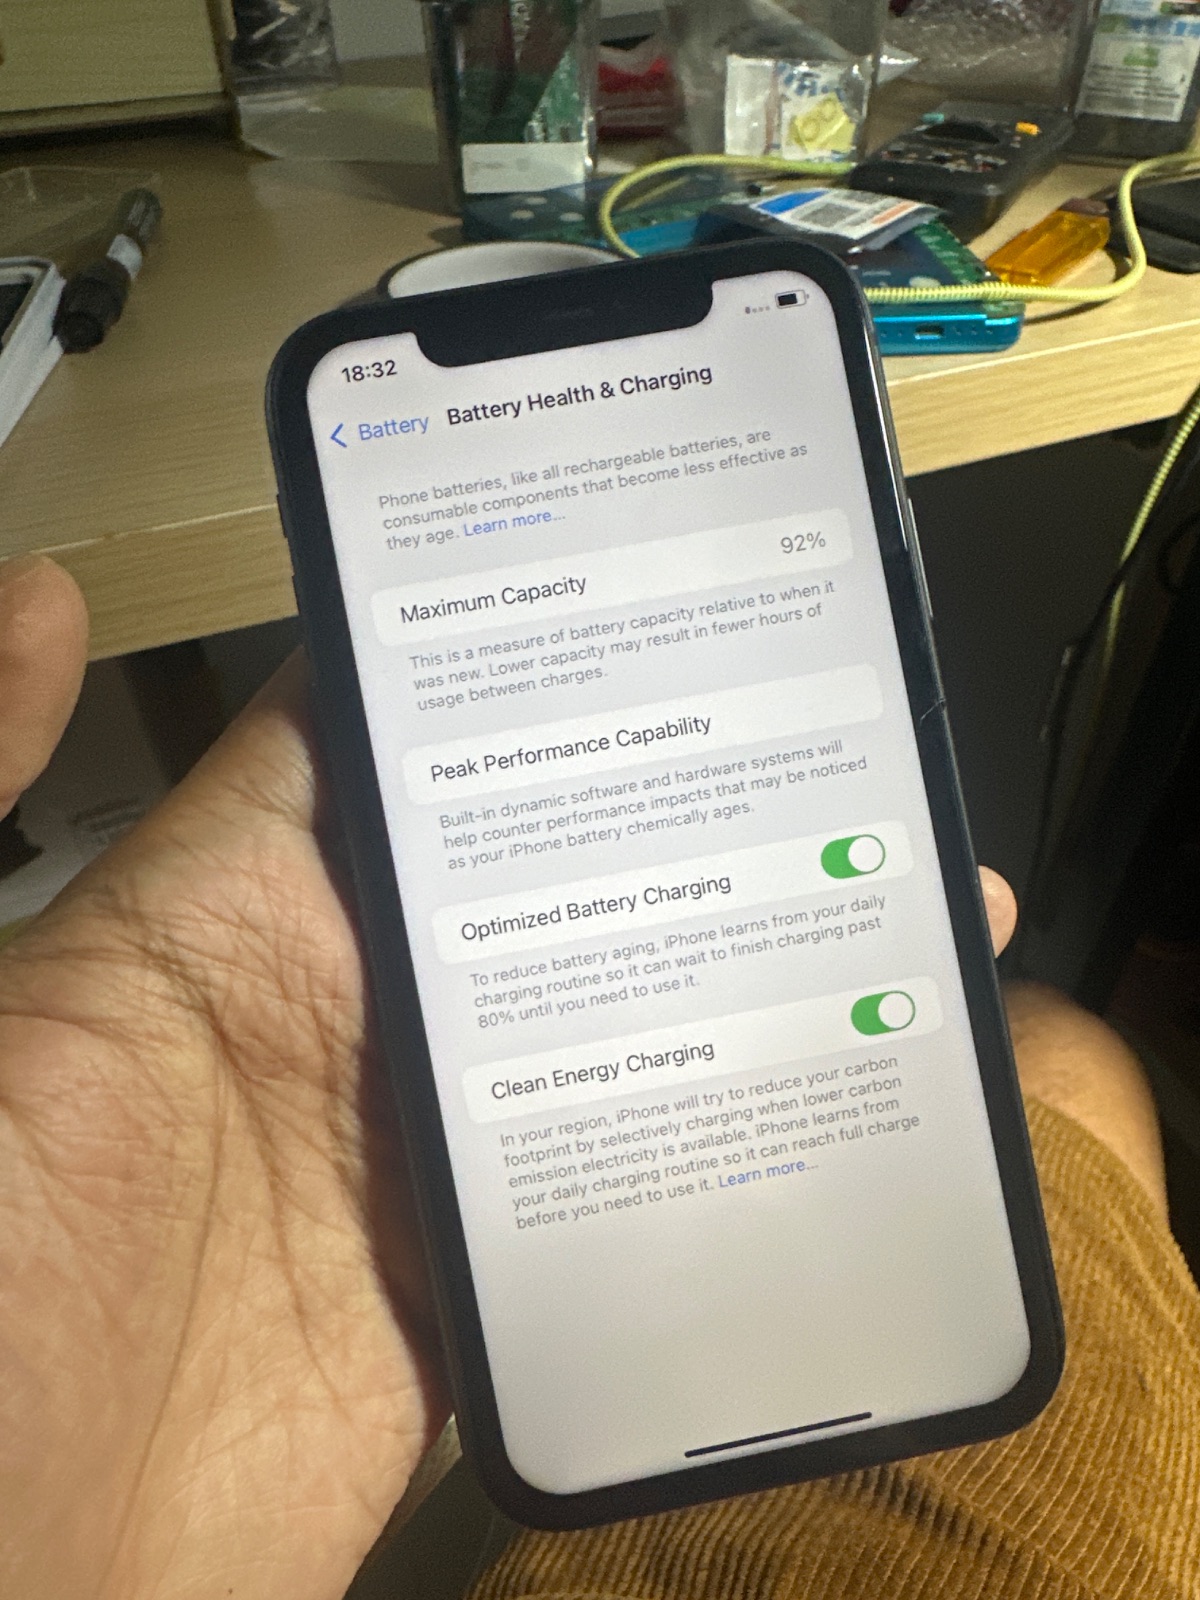 18:32
Battery
Battery Health & Charging
Phone batteries, like all rechargeable batteries, are
consumable components that become less effective as
they age. Learn more...
Maximum Capacity
92%
This is a measure of battery capacity relative to when it
was new. Lower capacity may result in fewer hours of
usage between charges.
Peak Performance Capability
Built-in dynamic software and hardware systems will
help counter performance impacts that may be noticed
as your iPhone battery chemically ages.
Optimized Battery Charging
To reduce battery aging, iPhone learns from your daily
charging routine so it can wait to finish charging past
80% until you need to use it.
Clean Energy Charging
In your region, iPhone will try to reduce your carbon
footprint by selectively charging when lower carbon
emission electricity is available. iPhone learns from
your daily charging routine so it can reach full charge
before you need to use it. Learn more...